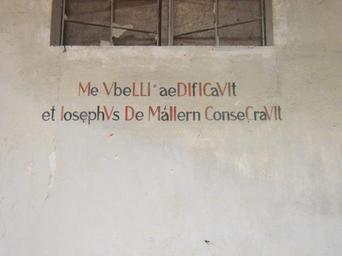 Me VbeLLI aeDIfICaVIt
et IosephVs De Mállern ConseCraVIt